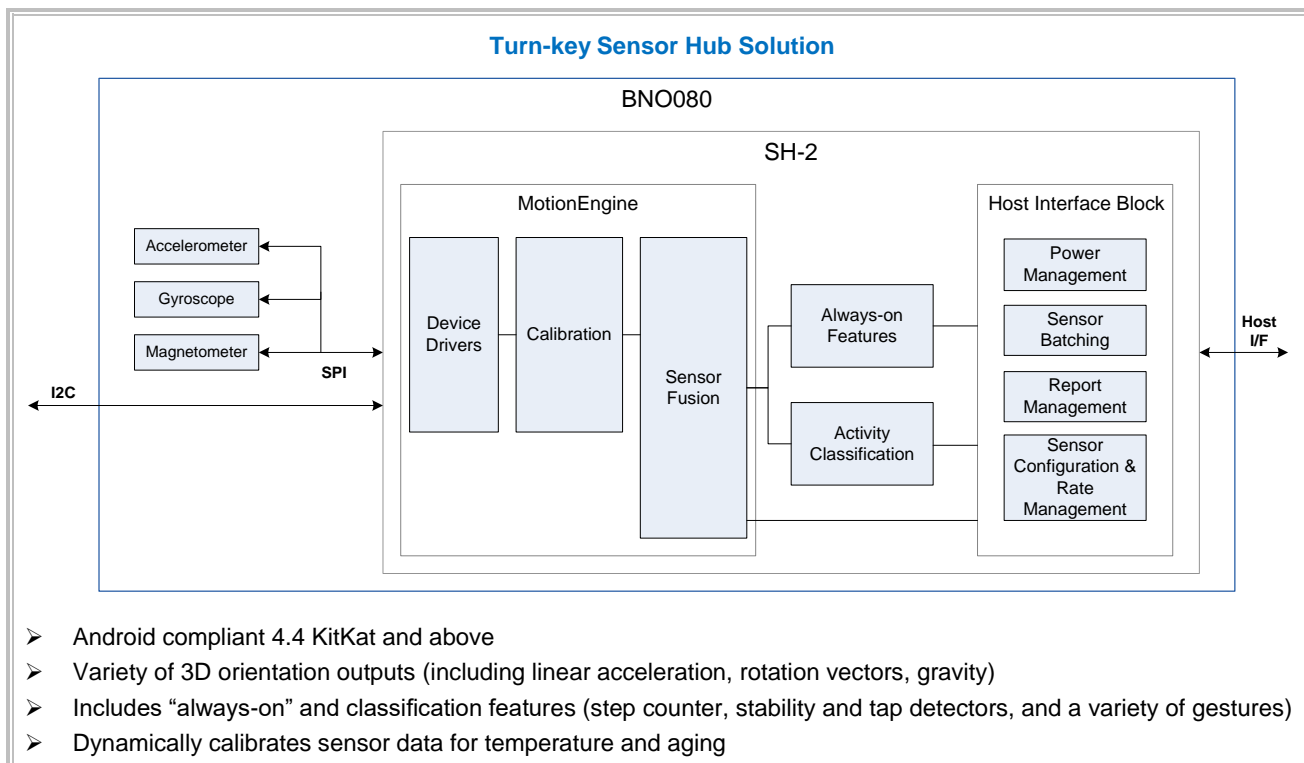 Turn-key Sensor Hub Solution
BNO080
SH-2
MotionEngine
Host Interface Block
Accelerometer
Gyroscope
Magnetometer
SPI
I2C
Device
Drivers
Calibration
Sensor
Fusion
Always-on
Features
Activity
Classification
Power
Management
Sensor
Batching
Report
Management
Sensor
Configuration &
Rate
Management
Host
I/F
➢ Android compliant 4.4 KitKat and above
➢ Variety of 3D orientation outputs (including linear acceleration, rotation vectors, gravity)
➢ Includes “always-on” and classification features (step counter, stability and tap detectors, and a variety of gestures)
➢ Dynamically calibrates sensor data for temperature and aging